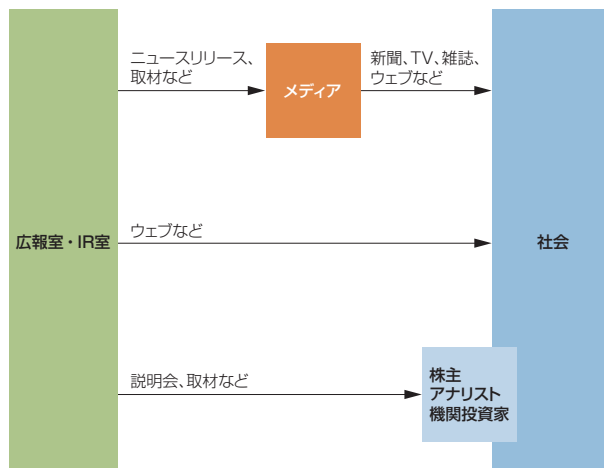 ニュースリリース、
取材など
メディア
新聞、TV、雑誌、
ウェブなど
広報室・IR室
ウェブなど
社会
説明会、取材など
株主
アナリスト
機関投資家